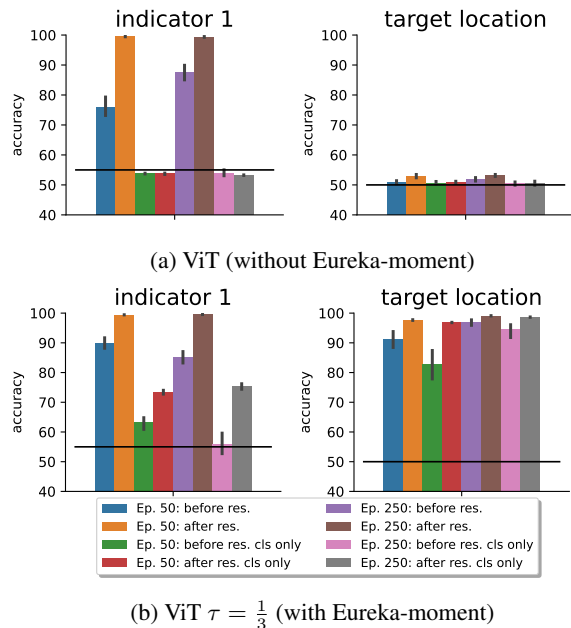 indicator 1
target location
accuracy
100
90
80
70
60
50
40
accuracy
100
90
80
70
60
50
40
(a) ViT (without Eureka-moment)
indicator 1
target location
accuracy
100
90
80
70
60
50
40
accuracy
100
90
80
70
60
50
40
Ep. 50: before res.
Ep. 50: after res.
Ep. 50: before res. cls only
Ep. 50: after res. cls only
Ep. 250: before res.
Ep. 250: after res.
Ep. 250: before res. cls only
Ep. 250: after res. cls only
(b) ViT τ = 1/3 (with Eureka-moment)